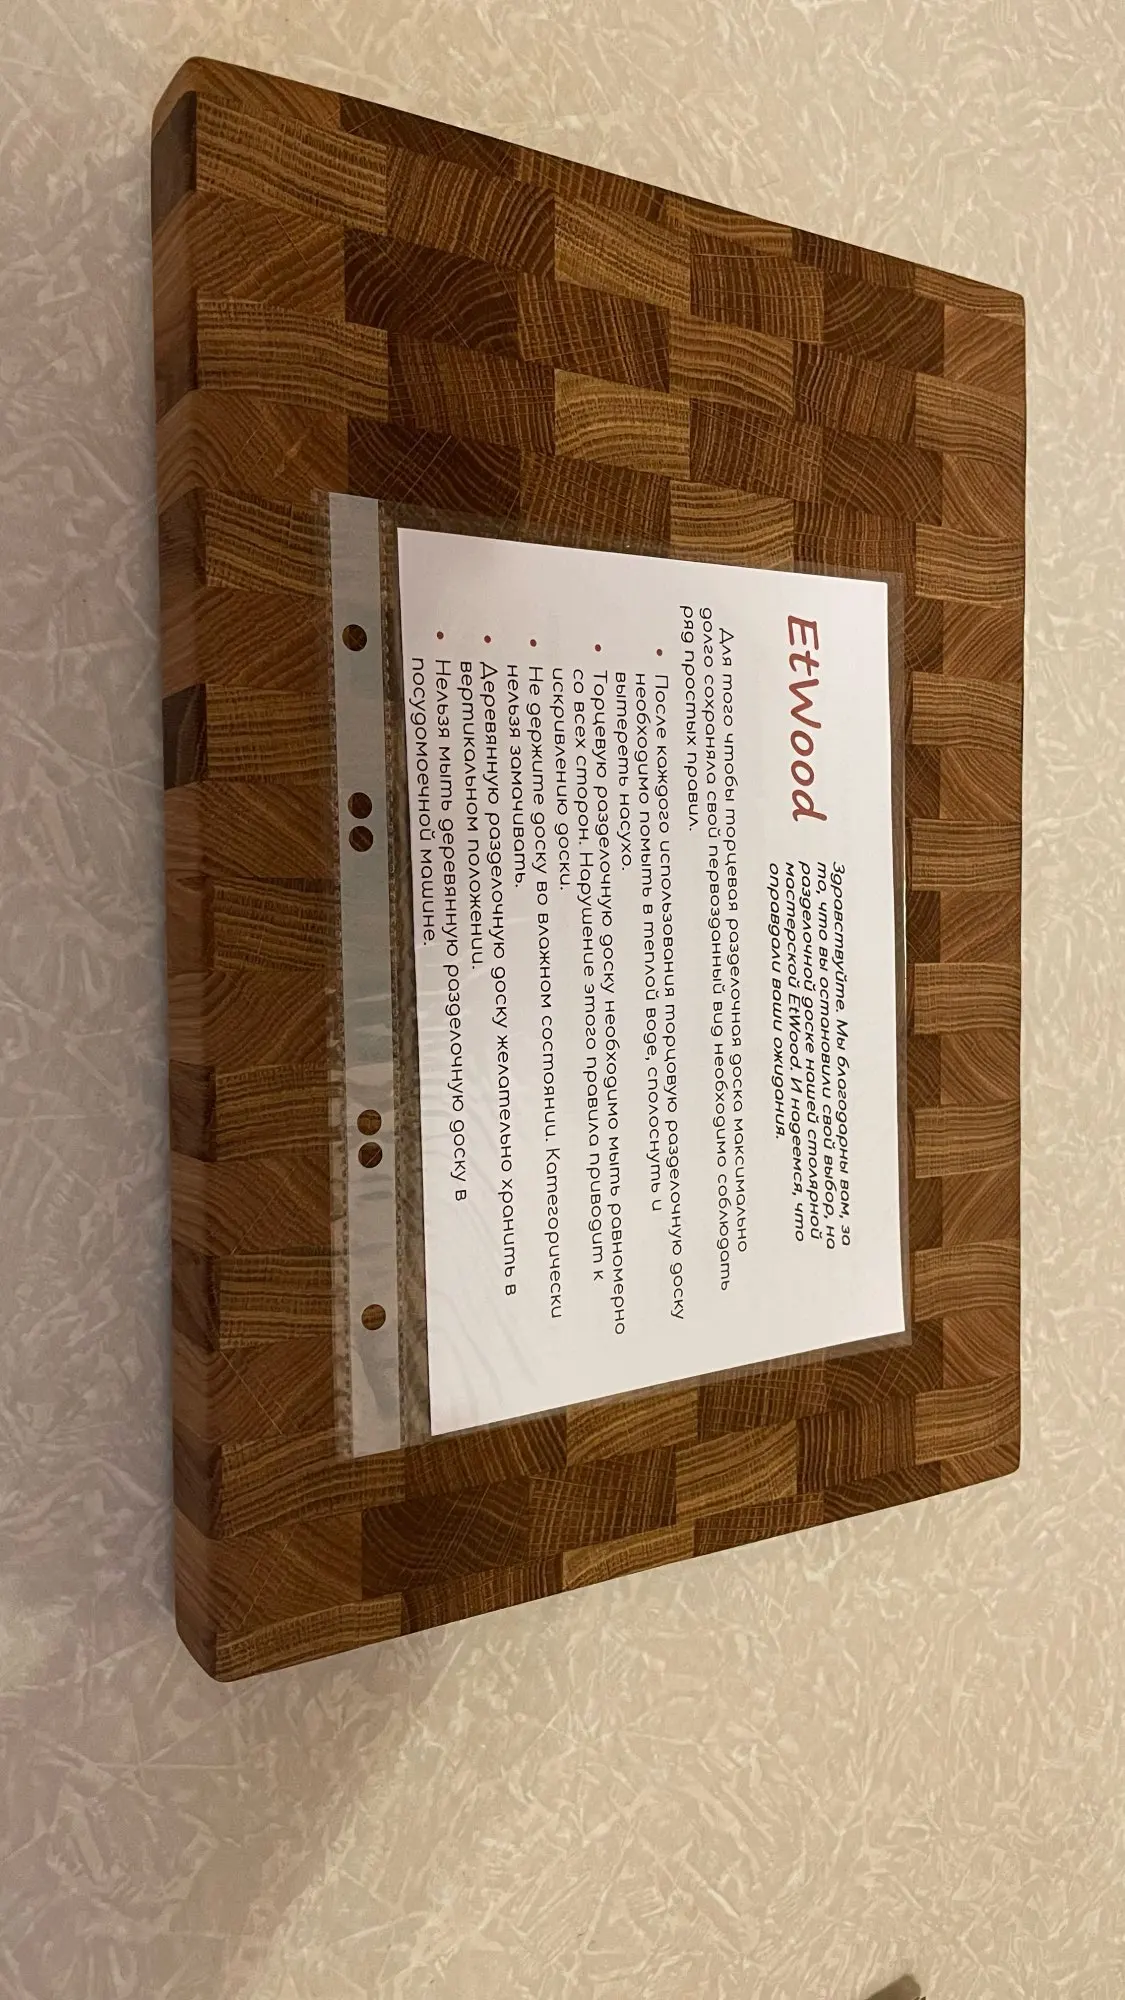 EtWood
Здравствуйте. Мы благодарны вам, за
то, что вы остановили свой выбор, на
разделочной доске нашей столярной
мастерской EtWood. И надеемся, что
оправдали ваши ожидания.
Для того чтобы торцевая разделочная доска максимально
долго сохраняла свой первозданный вид необходимо соблюдать
ряд простых правил.
• После каждого использования торцовую разделочную доску
необходимо помыть в теплой воде, сполоснуть и
вытереть насухо.
• Торцевую разделочную доску необходимо мыть равномерно
со всех сторон. Нарушение этого правила приводит к
искривлению доски.
• Не держите доску во влажном состоянии. Категорически
нельзя замачивать.
• Деревянную разделочную доску желательно хранить в
вертикальном положении.
• Нельзя мыть деревянную разделочную доску в
посудомоечной машине.